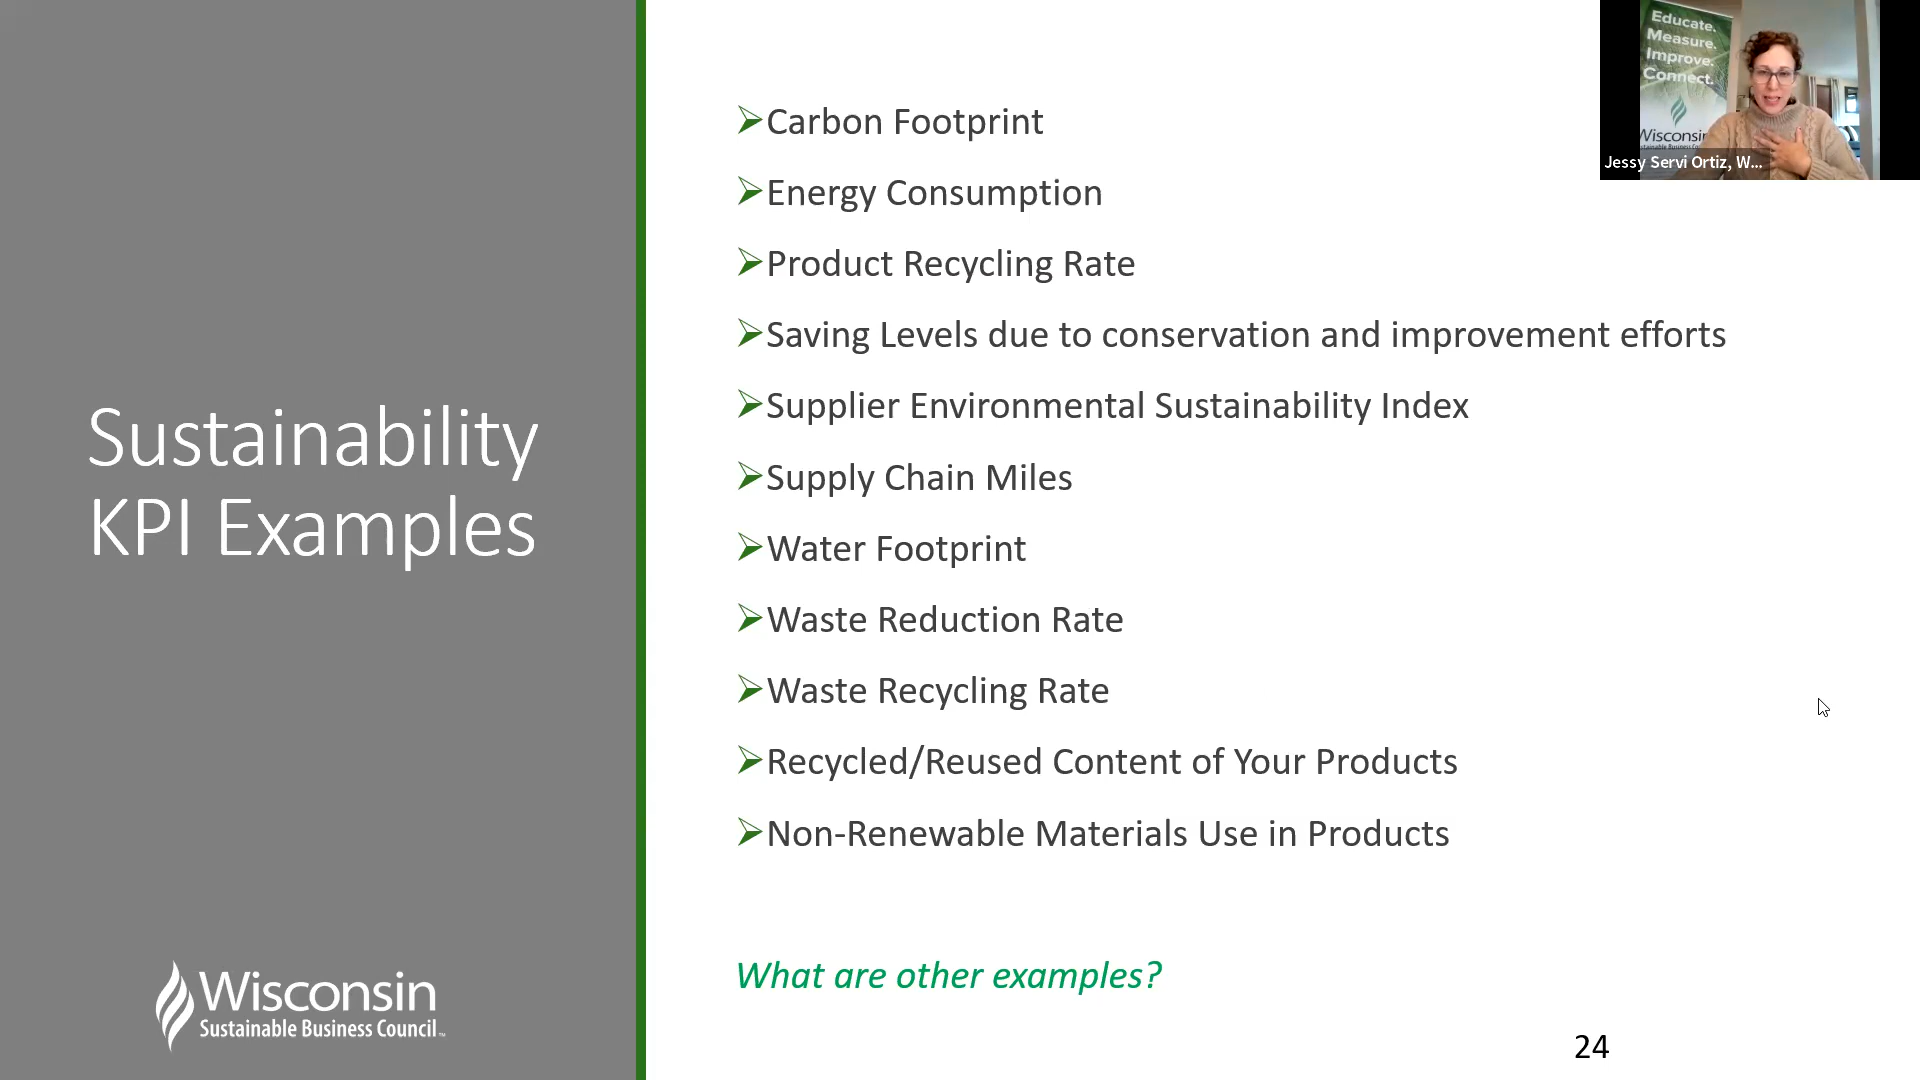 Sustainability
KPI Examples
Wisconsin
Sustainable Business Council
Carbon Footprint
Energy Consumption
Product Recycling Rate
Saving Levels due to conservation and improvement efforts
Supplier Environmental Sustainability Index
Supply Chain Miles
Water Footprint
Waste Reduction Rate
Waste Recycling Rate
Recycled/Reused Content of Your Products
Non-Renewable Materials Use in Products
What are other examples?
24
Educate.
Measure.
Improve.
Connect.
Wisconsin
Jessy Servi Ortiz, W...